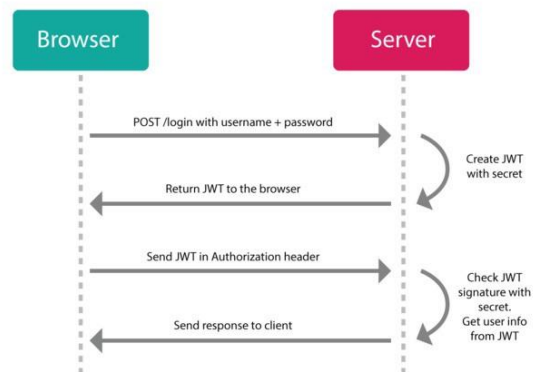 Browser
Server
POST /login with username + password
Create JWT
with secret
Return JWT to the browser
Send JWT in Authorization header
Check JWT
signature with
secret.
Get user info
from JWT
Send response to client